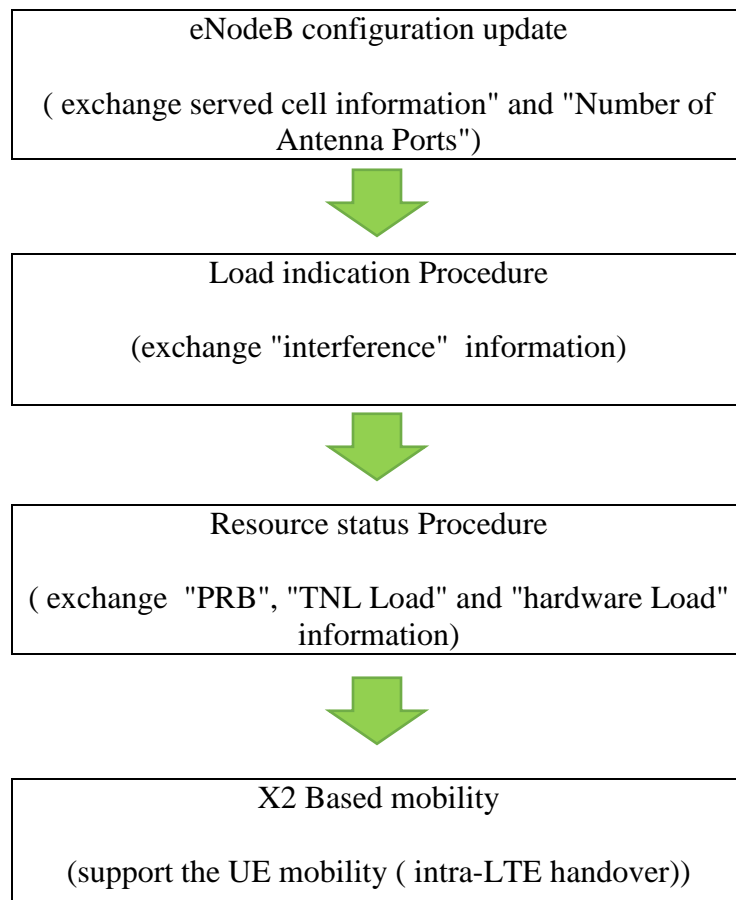 eNodeB configuration update
( exchange served cell information" and "Number of
Antenna Ports")
Load indication Procedure
(exchange "interference" information)
Resource status Procedure
( exchange "PRB", "TNL Load" and "hardware Load"
information)
X2 Based mobility
(support the UE mobility ( intra-LTE handover))